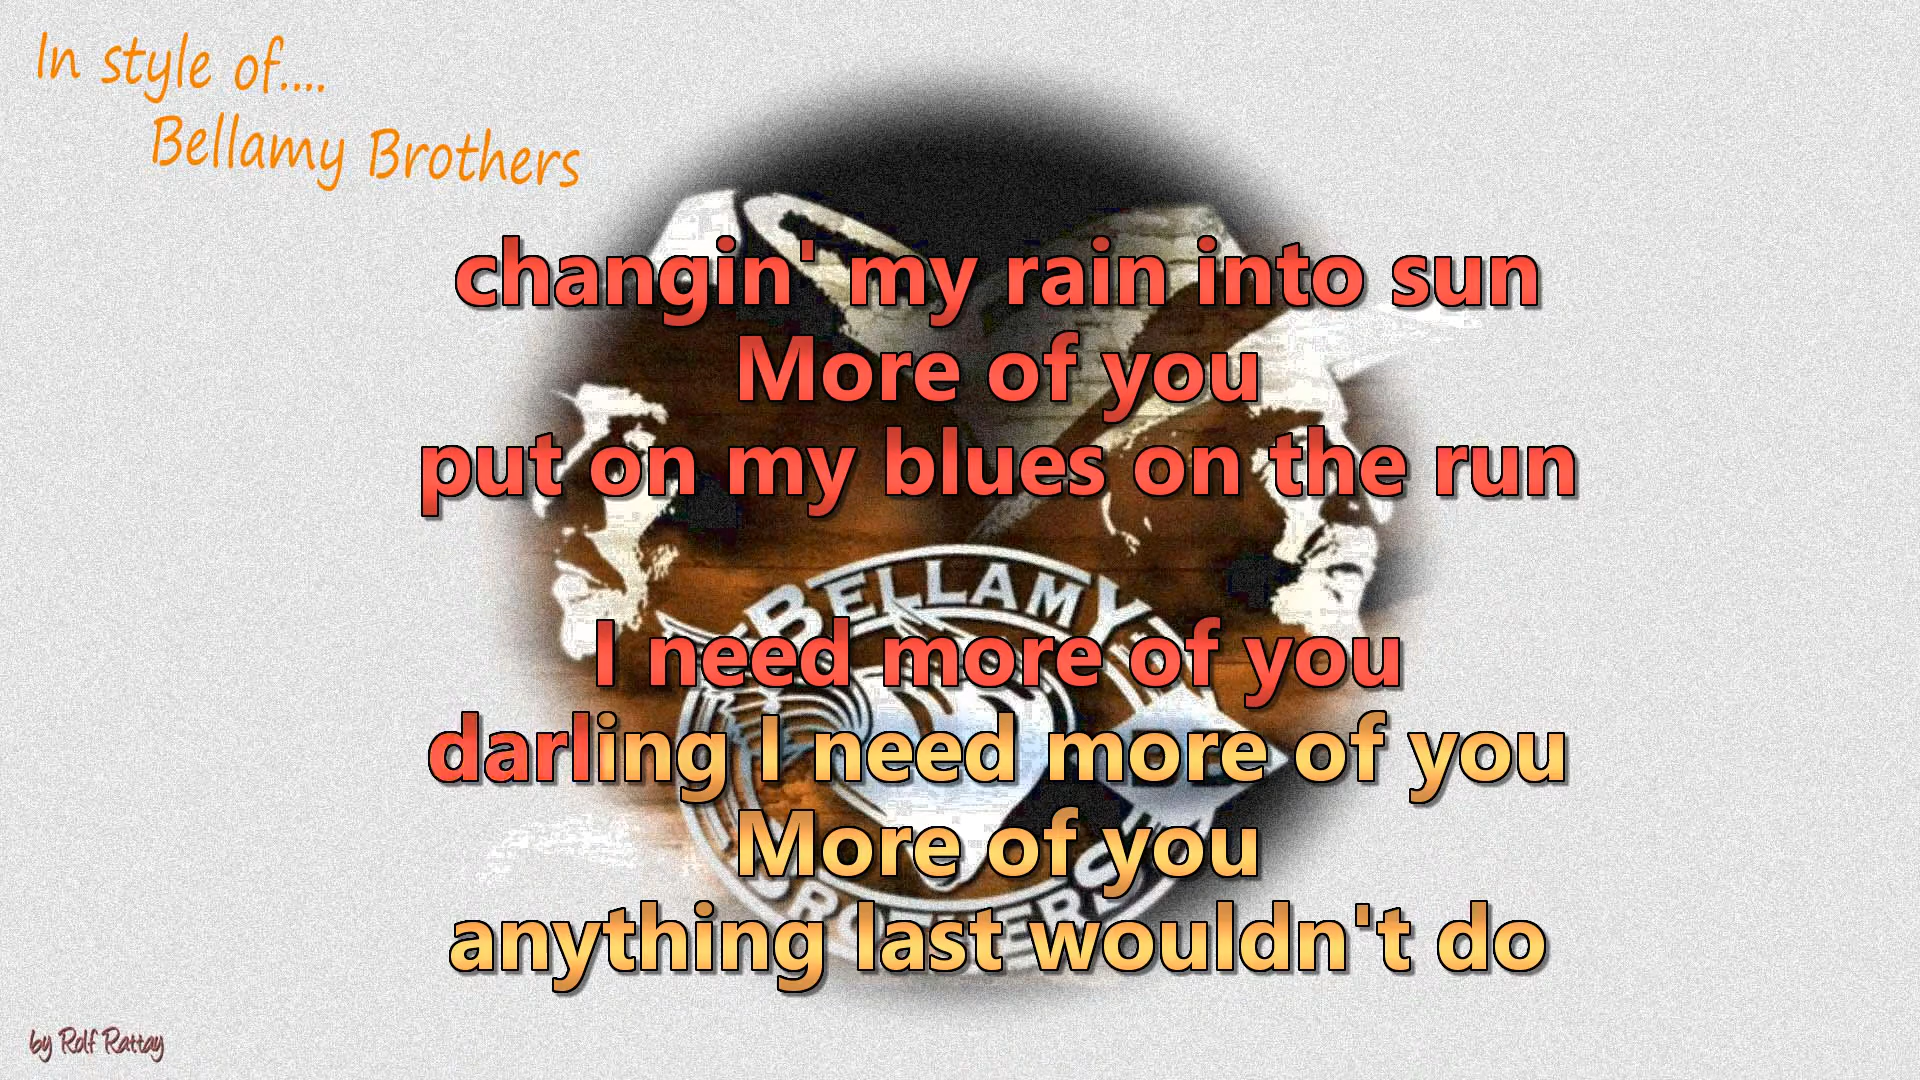 In style of....
Bellamy Brothers
changin' my rain into sun
More of you
put on my blues on the run
I need more of you
darling I need more of you
More of you
anything last wouldn't do
BELLAMY
BROTHERS
by Rolf Rattay